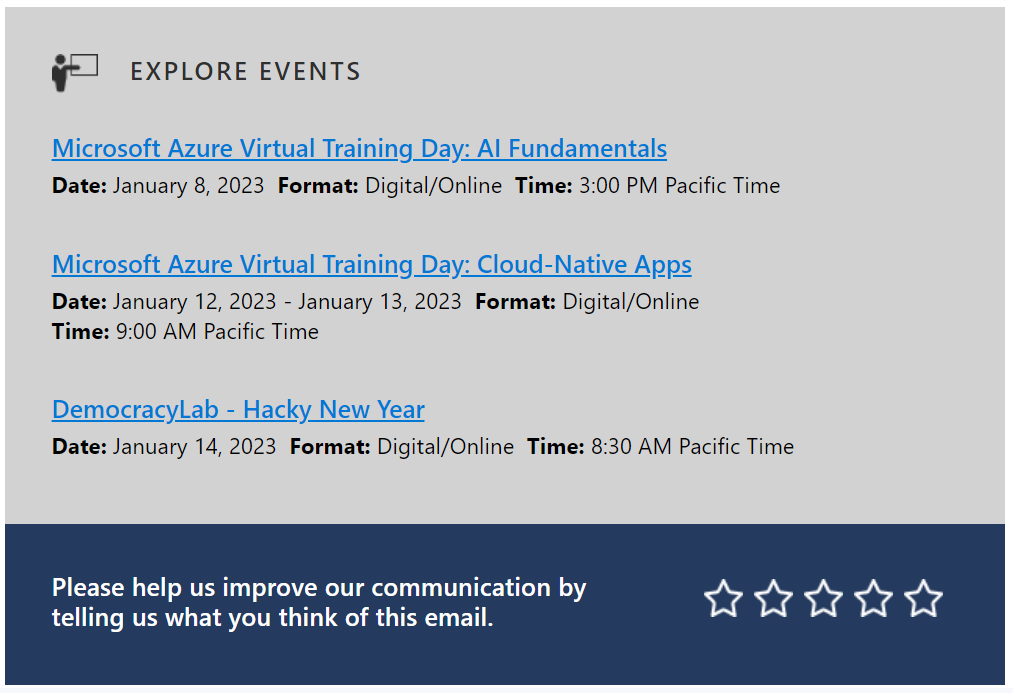 EXPLORE EVENTS
Microsoft Azure Virtual Training Day: AI Fundamentals
Date: January 8, 2023 Format: Digital/Online Time: 3:00 PM Pacific Time
Microsoft Azure Virtual Training Day: Cloud-Native Apps
Date: January 12, 2023 - January 13, 2023 Format: Digital/Online
Time: 9:00 AM Pacific Time
DemocracyLab - Hacky New Year
Date: January 14, 2023 Format: Digital/Online Time: 8:30 AM Pacific Time
Please help us improve our communication by
telling us what you think of this email.